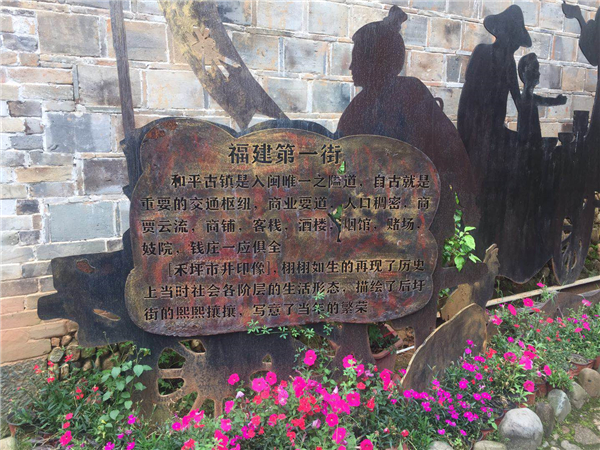 福建第一街
和平古镇是入闽唯一之隘道，自古就是
重要的交通枢纽，商业要道，人口稠密、商
贾云流，商铺，客栈，酒楼，烟馆，赌场，
妓院，钱庄一应俱全
［禾坪市井印像］，栩栩如生的再现了历史
上当时社会各阶层的生活形态，描绘了后圩
街的熙熙攘攘，写意了当年的繁荣